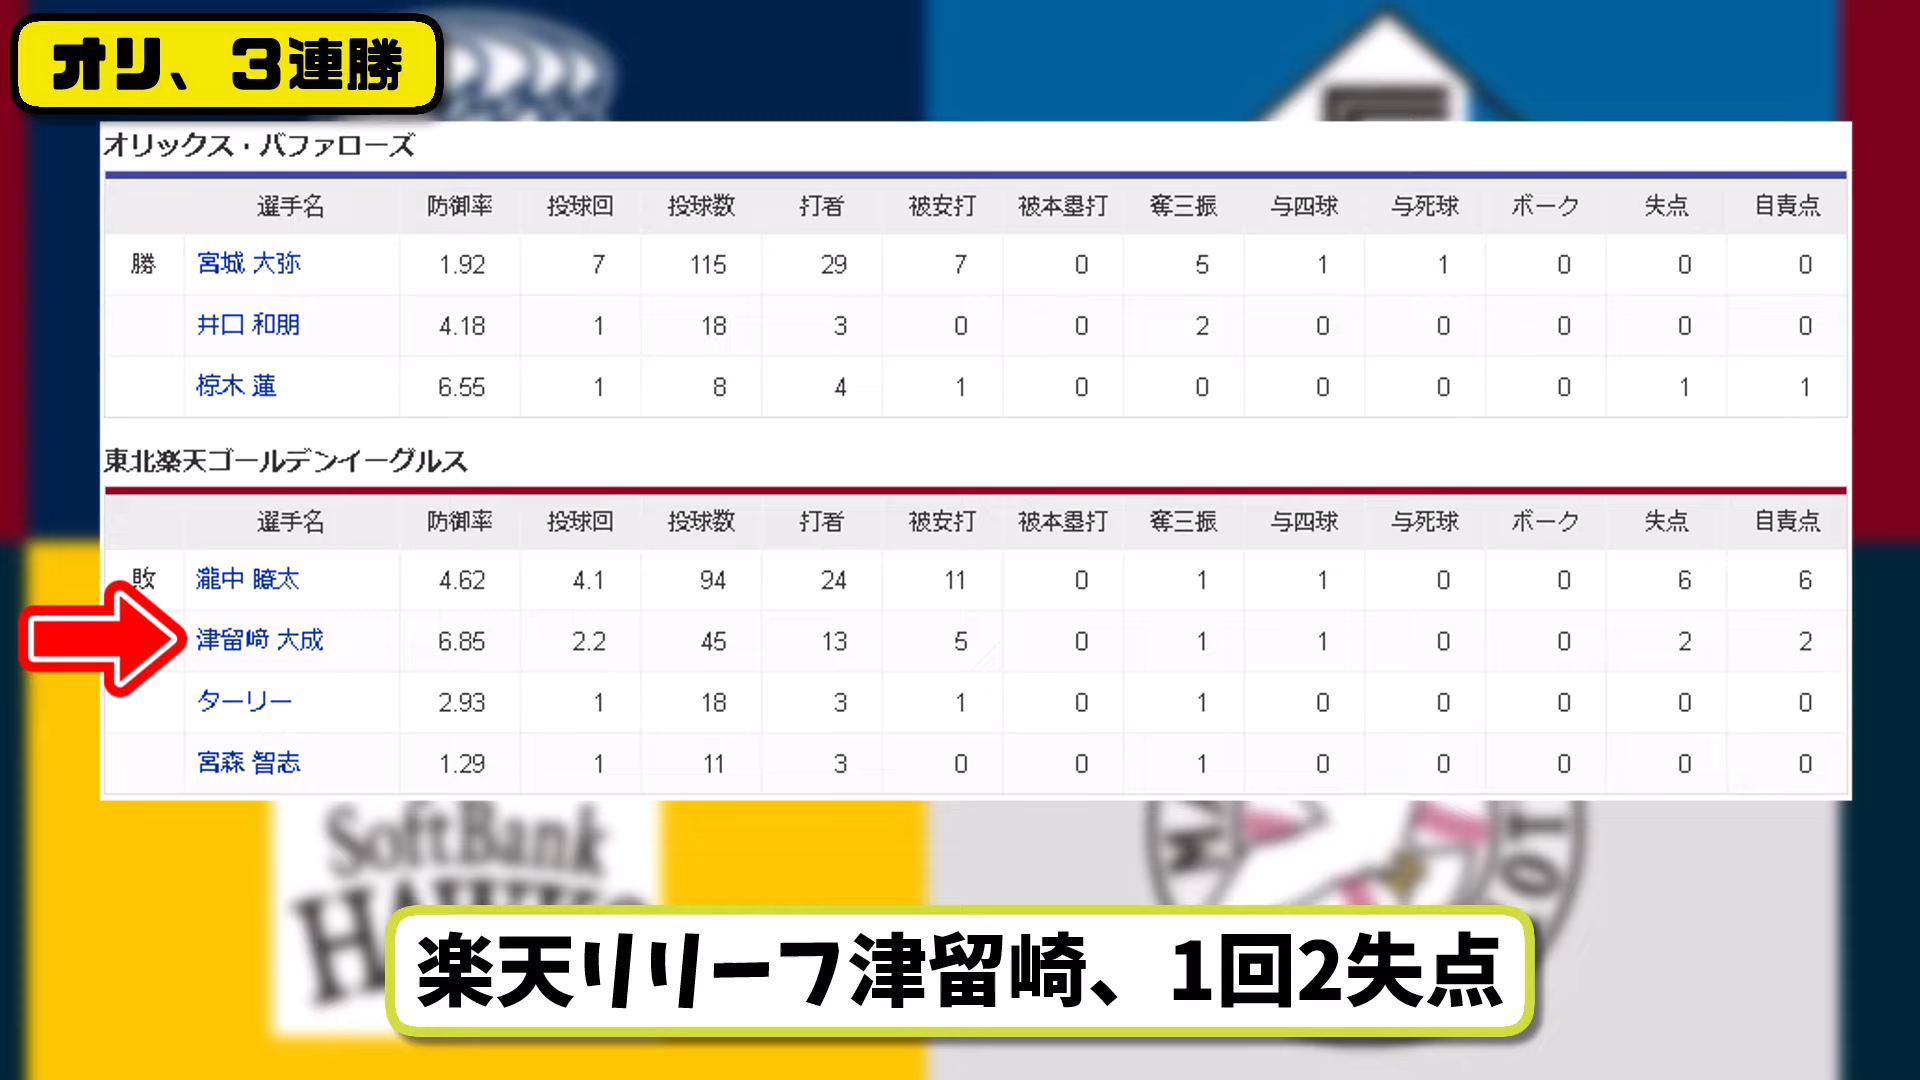 オリ、3連勝
オリックス・バファローズ
選手名 防御率 投球回 投球数 打者 被安打 被本塁打 奪三振 与四球 与死球 ボーク 失点 自責点
勝 宮城 大弥 1.92 7 115 29 7 0 5 1 1 0 0 0
井口 和朋 4.18 1 18 3 0 0 2 0 0 0 0 0
椋木 蓮 6.55 1 8 4 1 0 0 0 0 0 1 1
東北楽天ゴールデンイーグルス
選手名 防御率 投球回 投球数 打者 被安打 被本塁打 奪三振 与四球 与死球 ボーク 失点 自責点
敗 瀧中 瞭太 4.62 4.1 94 24 11 0 1 1 0 0 6 6
津留﨑 大成 6.85 2.2 45 13 5 0 1 1 0 0 2 2
ターリー 2.93 1 18 3 1 0 1 0 0 0 0 0
宮森 智志 1.29 1 11 3 0 0 1 0 0 0 0 0
SoftBank
HAWKS
楽天リリーフ津留崎、1回2失点